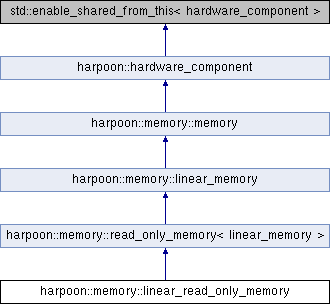 std::enable_shared_from_this< hardware_component >
harpoon::hardware_component
harpoon::memory::memory
harpoon::memory::linear_memory
harpoon::memory::read_only_memory< linear_memory >
harpoon::memory::linear_read_only_memory